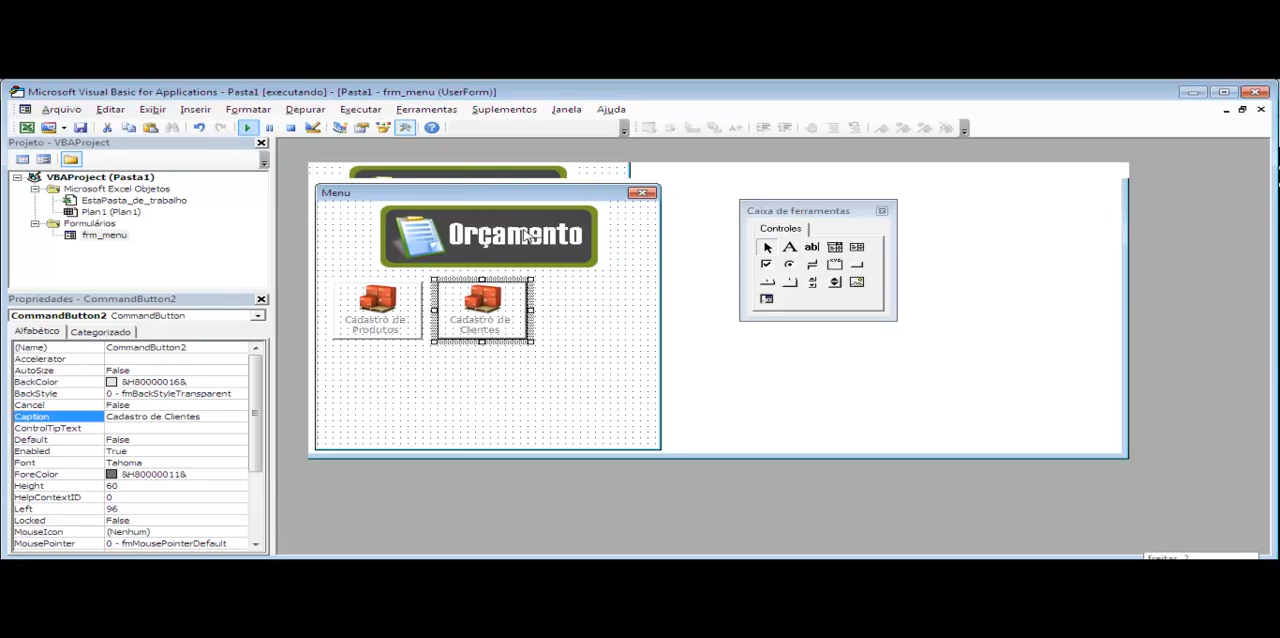 Microsoft Visual Basic for Applications - Pasta1 [executando] - [Pasta1 - frm_menu (UserForm)]
Arquivo Editar Exibir Inserir Formatar Depurar Executar Ferramentas Suplementos Janela Ajuda
Projeto - VBAProject
VBAProject (Pasta1)
Microsoft Excel Objetos
EstaPasta_de_trabalho
Plan1 (Plan1)
Formulários
frm_menu
Propriedades - CommandButton2
CommandButton2 CommandButton
Alfabético Categorizado
(Name) CommandButton2
Accelerator
AutoSize False
BackColor &H80000016&
BackStyle 0 - fmBackStyleTransparent
Cancel False
Caption Cadastro de Clientes
ControlTipText
Default False
Enabled True
Font Tahoma
ForeColor &H80000011&
Height 60
HelpContextID 0
Left 96
Locked False
MouseIcon (Nenhum)
MousePointer 0 - fmMousePointerDefault
Menu
Orçamento
Cadastro de
Produtos
Cadastro de
Clientes
Caixa de ferramentas
Controles
A abl